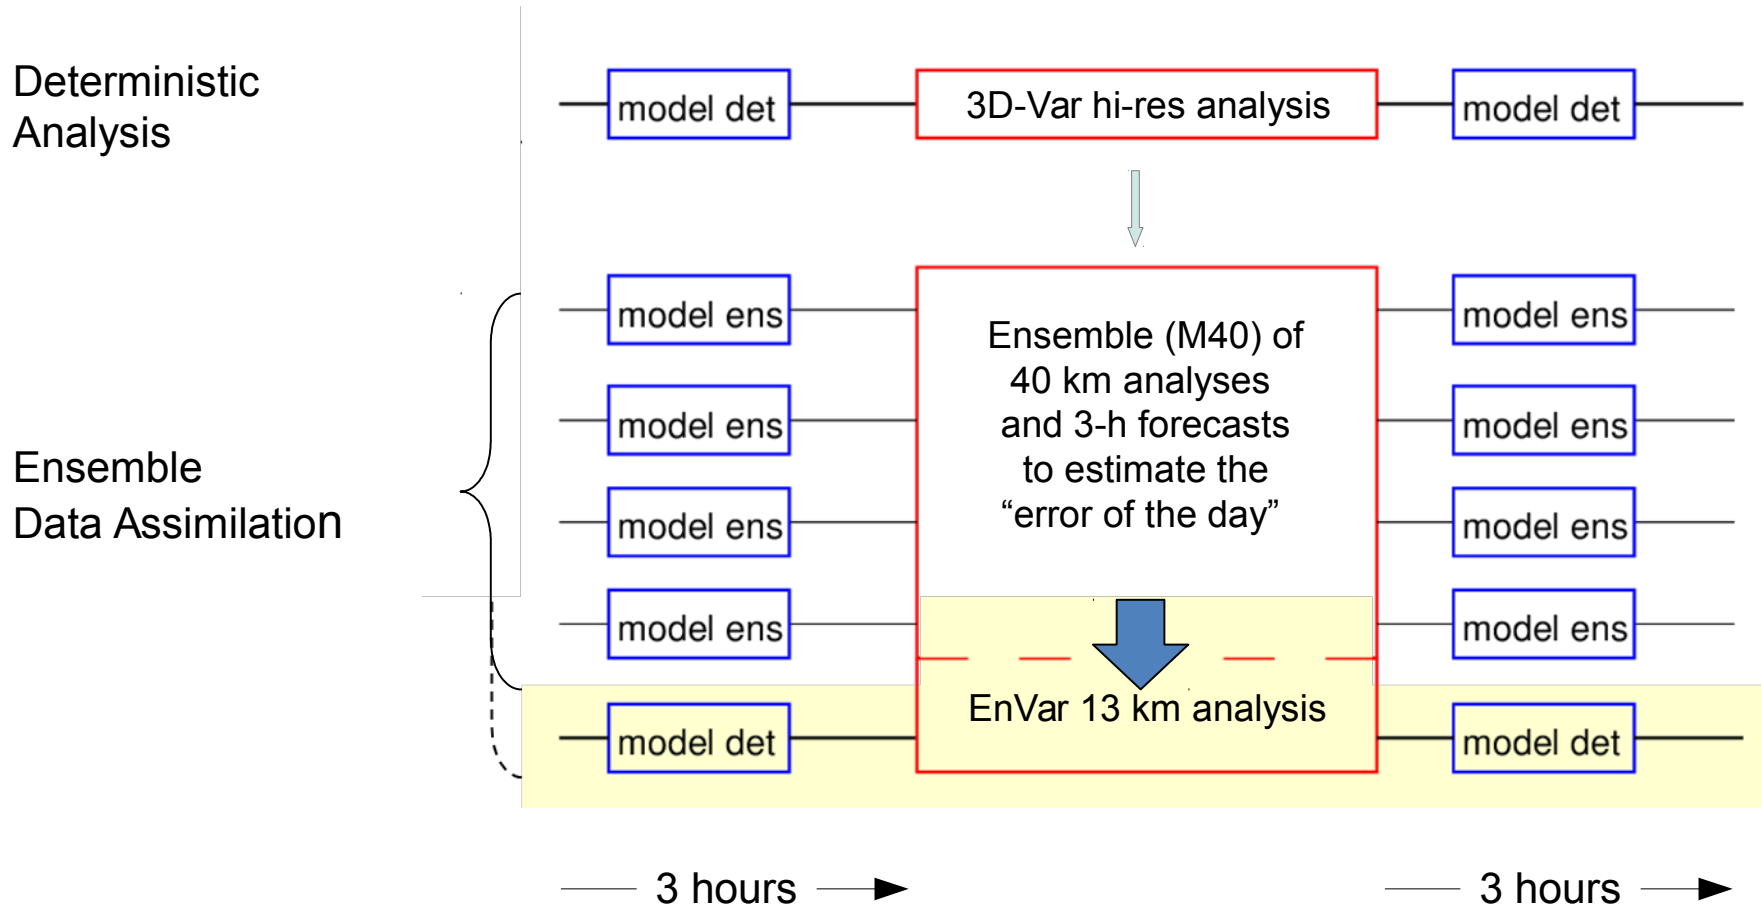 Deterministic
Analysis
model det
3D-Var hi-res analysis
model det
model ens
model ens
model ens
model ens
Ensemble (M40) of
40 km analyses
and 3-h forecasts
to estimate the
“error of the day”
model ens
model ens
model ens
model ens
Ensemble
Data Assimilation
model det
EnVar 13 km analysis
model det
3 hours
3 hours